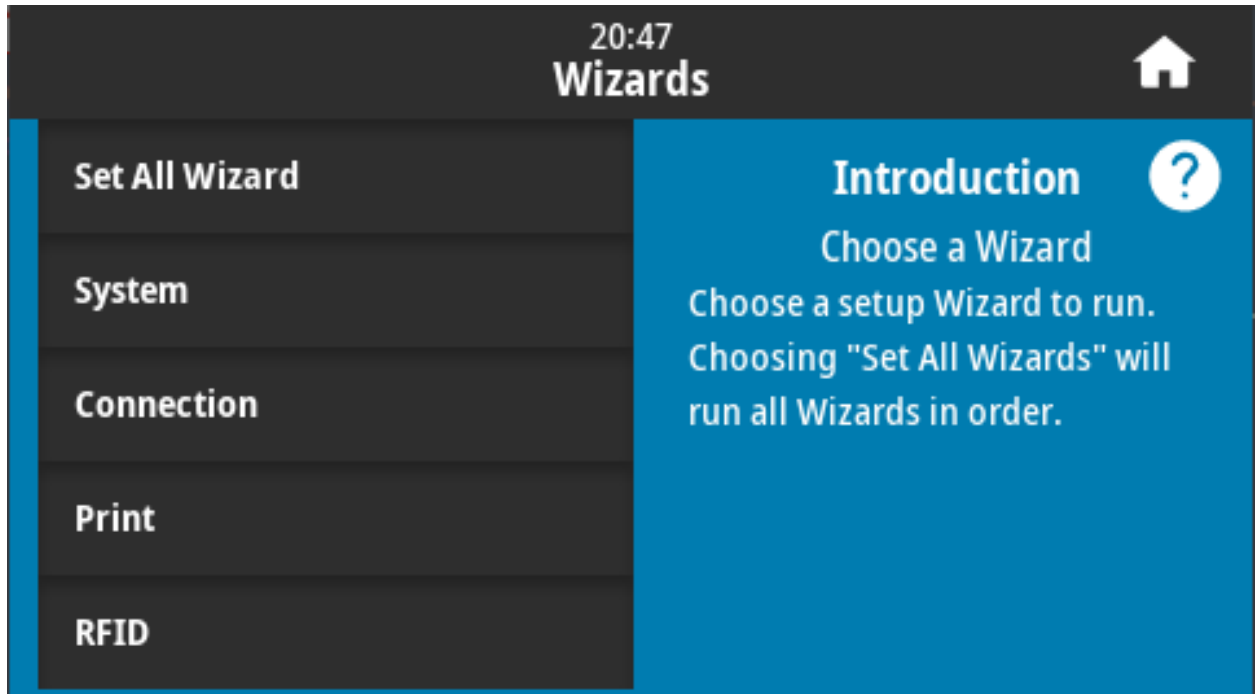 20:47
Wizards
Set All Wizard
System
Connection
Print
RFID
Introduction
?
Choose a Wizard
Choose a setup Wizard to run.
Choosing "Set All Wizards" will
run all Wizards in order.